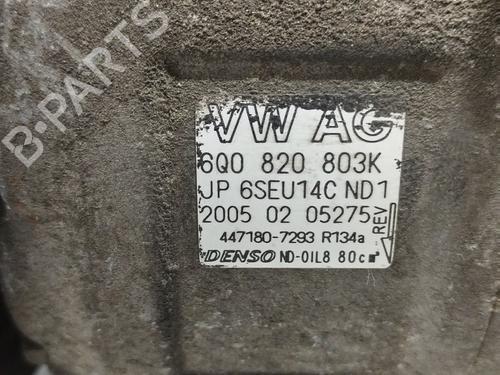 B-PARTS
VW AG
6Q0 820 803K
JP 6SEU14C ND1
2005 02 05275
REV
447180-7293 R134a
DENSO ND-OIL8 80cm³